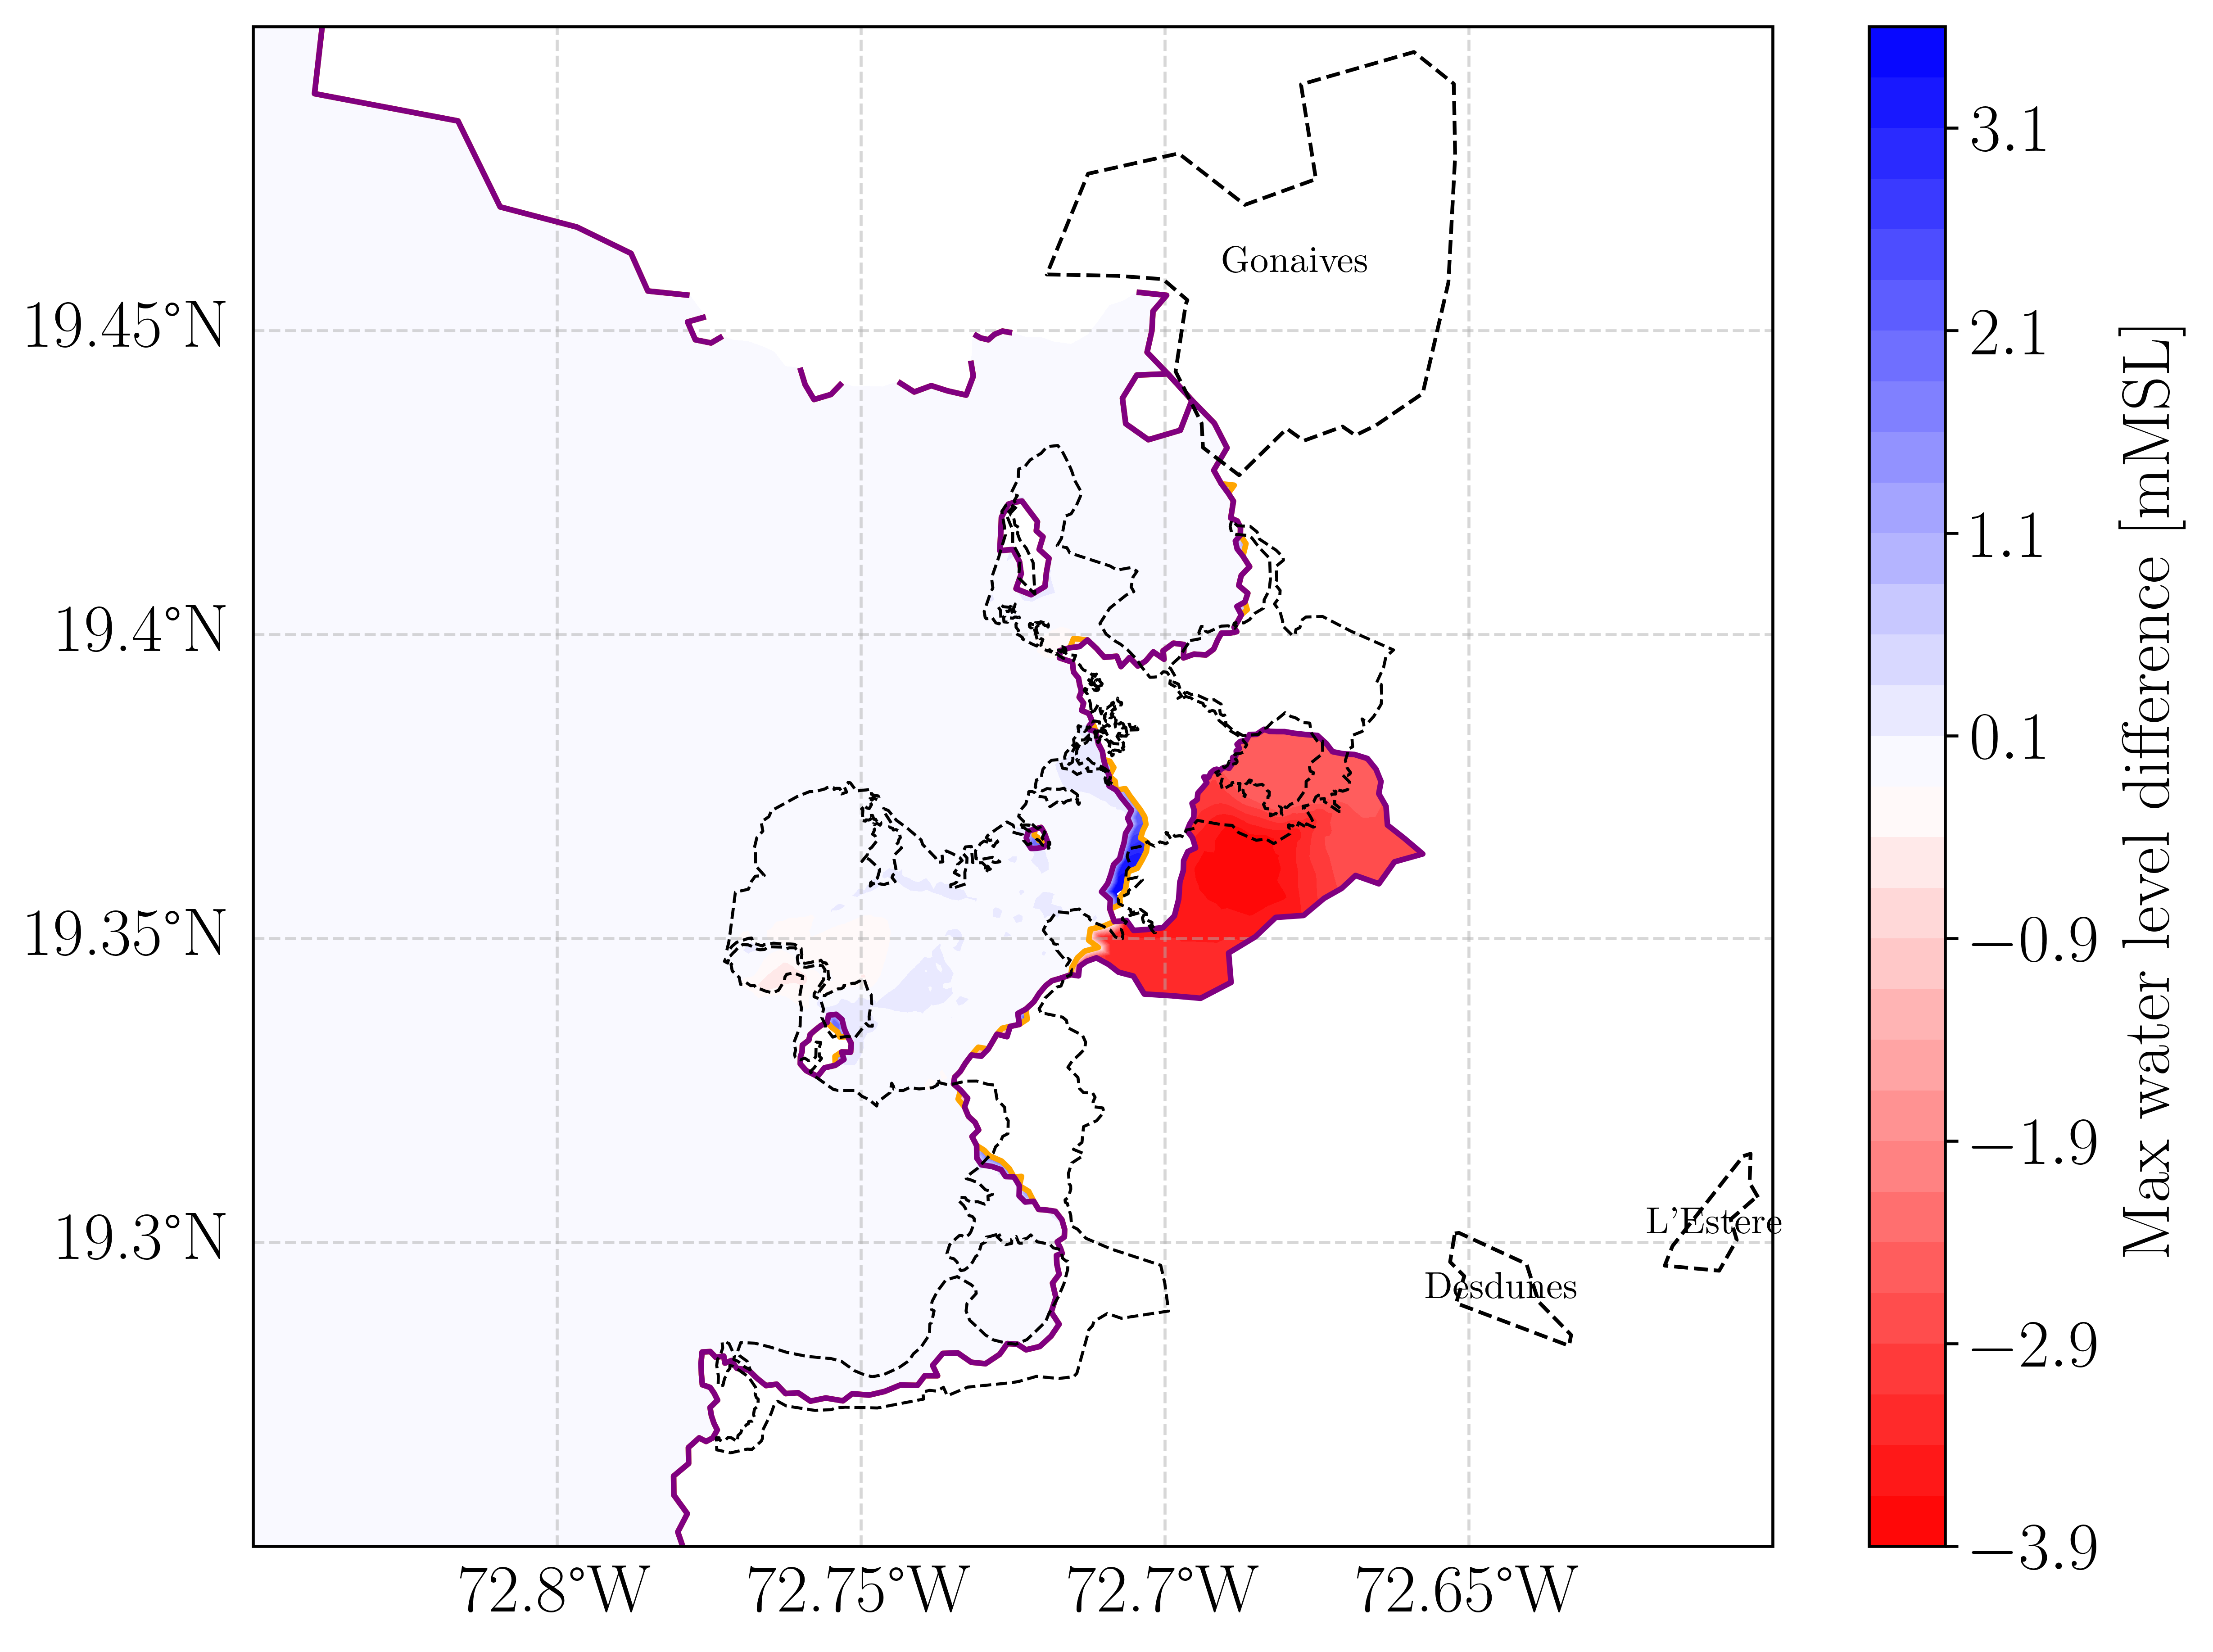 Gonaives
L'Estere
Desdunes
19.45°N
19.4°N
19.35°N
19.3°N
72.8°W
72.75°W
72.7°W
72.65°W
3.1
2.1
1.1
0.1
−0.9
−1.9
−2.9
−3.9
Max water level difference [mMSL]